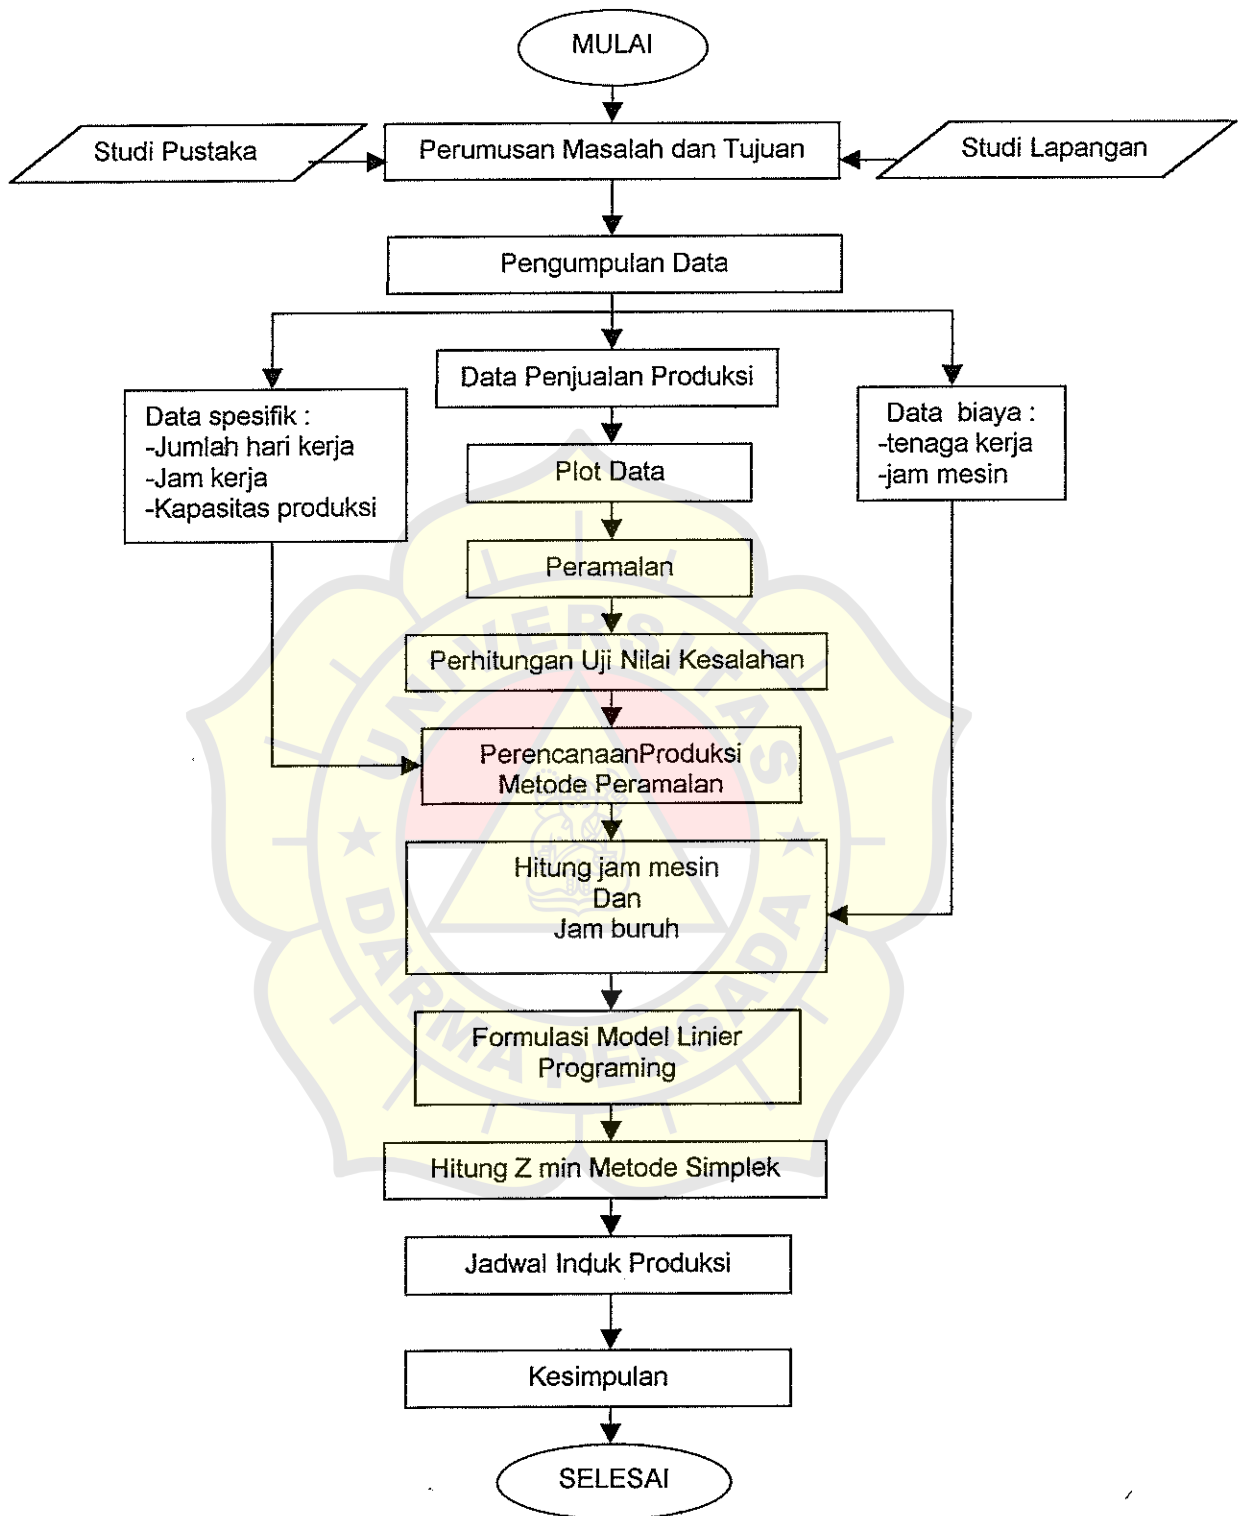 MULAI
Studi Pustaka
Perumusan Masalah dan Tujuan
Studi Lapangan
Pengumpulan Data
Data Penjualan Produksi
Data spesifik :
-Jumlah hari kerja
-Jam kerja
-Kapasitas produksi
Data biaya :
-tenaga kerja
-jam mesin
Plot Data
Peramalan
Perhitungan Uji Nilai Kesalahan
PerencanaanProduksi
Metode Peramalan
Hitung jam mesin
Dan
Jam buruh
Formulasi Model Linier
Programing
Hitung Z min Metode Simplek
Jadwal Induk Produksi
Kesimpulan
SELESAI
UNIVERSITAS
DARMA PERSADA